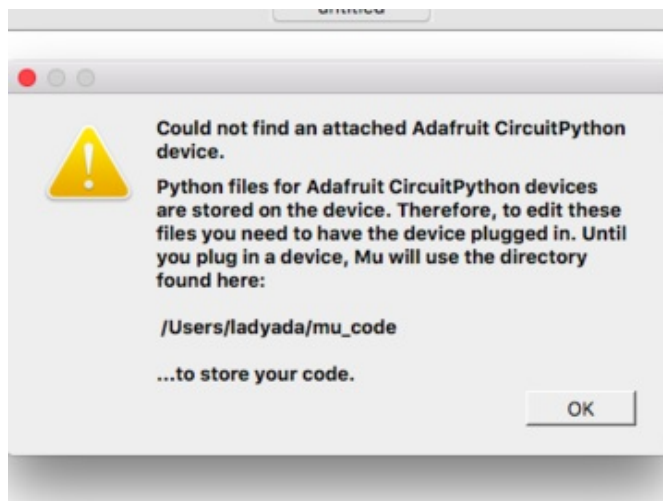 untitled
Could not find an attached Adafruit CircuitPython
device.
Python files for Adafruit CircuitPython devices
are stored on the device. Therefore, to edit these
files you need to have the device plugged in. Until
you plug in a device, Mu will use the directory
found here:
/Users/ladyada/mu_code
...to store your code.
OK